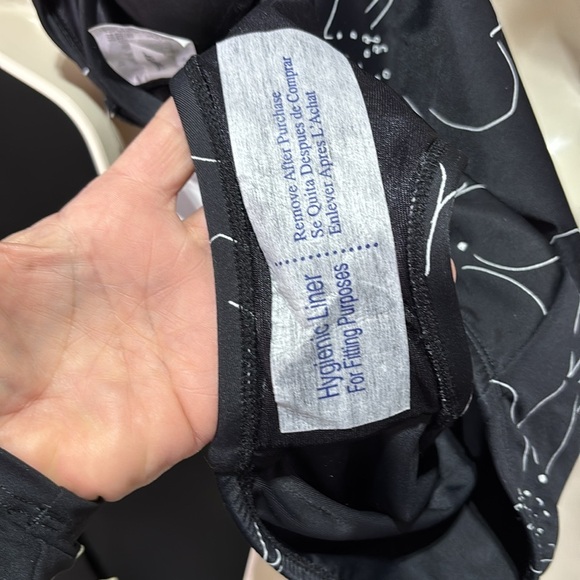 Hygienic Liner
For Fitting Purposes
Remove After Purchase
Se Quita Despues de Comprar
Enlever Apres L'Achat